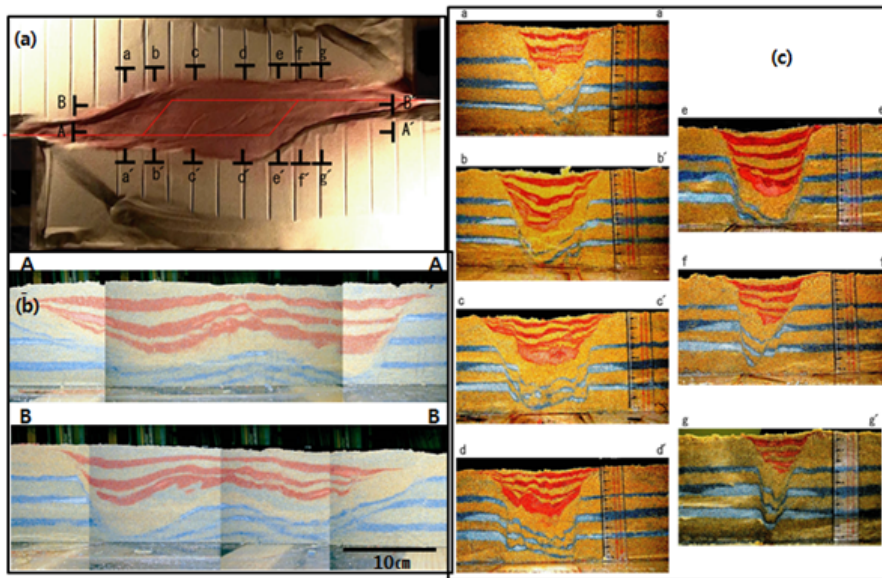 (a)
a b c d e f g
B B
A A´
a´ b´ c´ d´ e´ f´ g´
A A
(b)
B B
10㎝
a a
(c)
b b´
e e
c c´
f
d d´
g g´